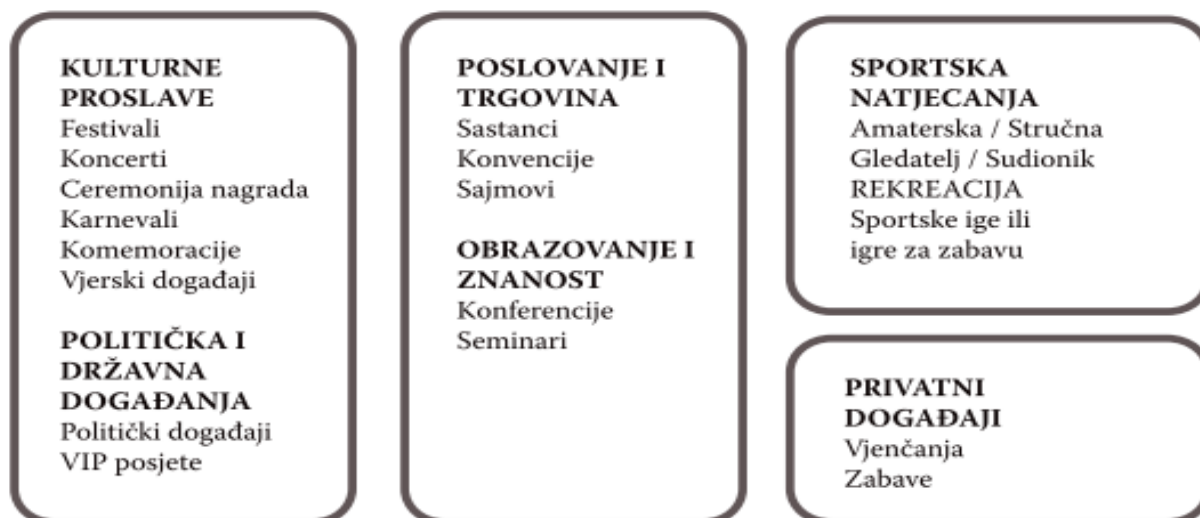 KULTURNE
PROSLAVE
Festivali
Koncerti
Ceremonija nagrada
Karnevali
Komemoracije
Vjerski događaji
POLITIČKA I
DRŽAVNA
DOGAĐANJA
Politički događaji
VIP posjete
POSLOVANJE I
TRGOVINA
Sastanci
Konvencije
Sajmovi
OBRAZOVANJE I
ZNANOST
Konferencije
Seminari
SPORTSKA
NATJECANJA
Amaterska / Stručna
Gledatelj / Sudionik
REKREACIJA
Sportske ige ili
igre za zabavu
PRIVATNI
DOGAĐAJI
Vjenčanja
Zabave